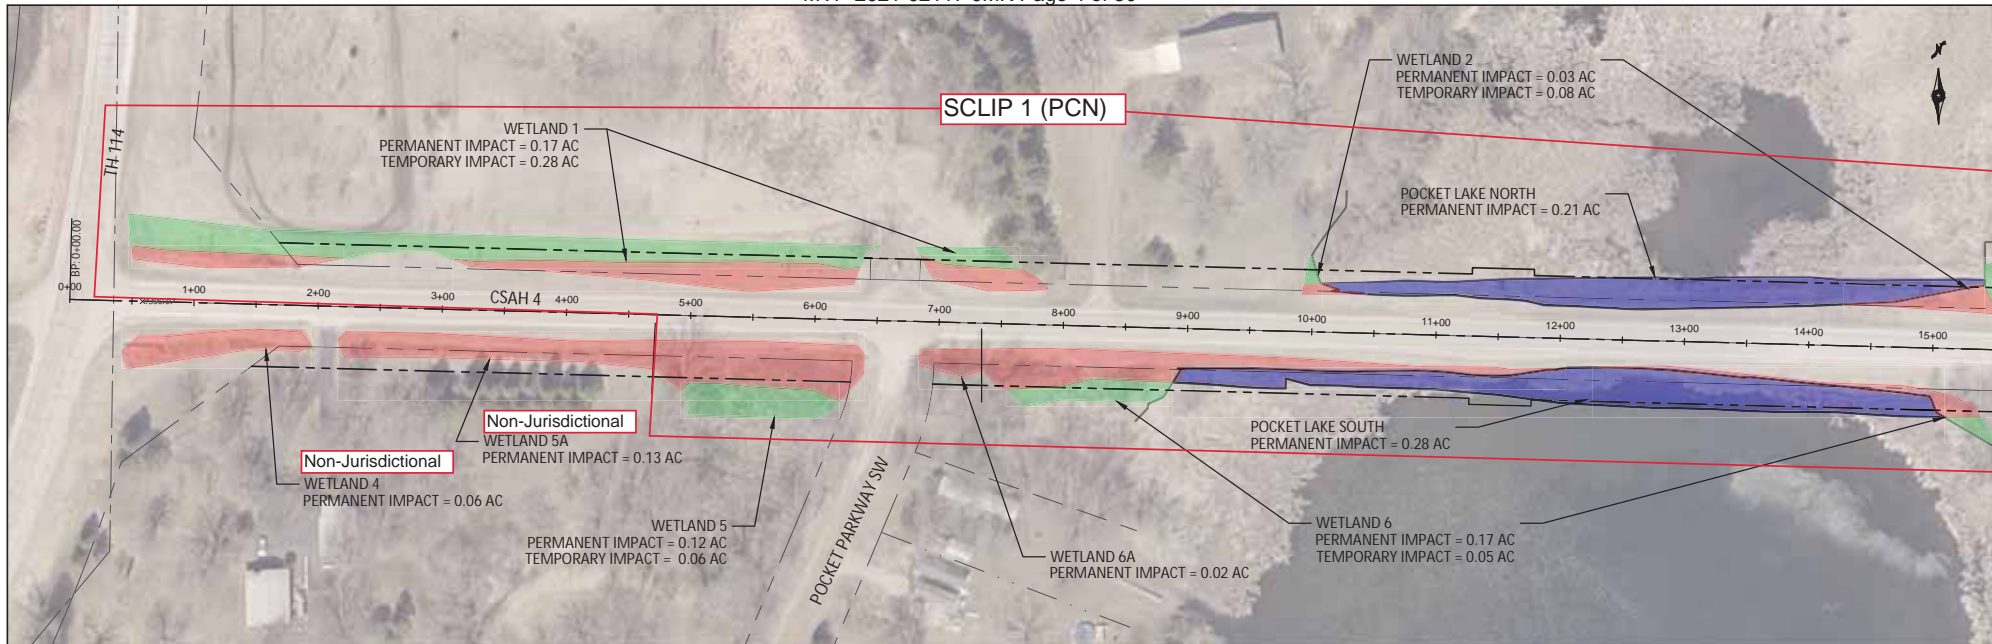 WETLAND 2
PERMANENT IMPACT = 0.03 AC
TEMPORARY IMPACT = 0.08 AC
SCLIP 1 (PCN)
WETLAND 1
PERMANENT IMPACT = 0.17 AC
TEMPORARY IMPACT = 0.28 AC
TH 114
POCKET LAKE NORTH
PERMANENT IMPACT = 0.21 AC
BP: 0+00.00
0+00
1+00
2+00
3+00
CSAH 4
4+00
5+00
6+00
7+00
8+00
9+00
10+00
11+00
12+00
13+00
14+00
15+00
Non-Jurisdictional
WETLAND 5A
PERMANENT IMPACT = 0.13 AC
Non-Jurisdictional
WETLAND 4
PERMANENT IMPACT = 0.06 AC
POCKET LAKE SOUTH
PERMANENT IMPACT = 0.28 AC
WETLAND 5
PERMANENT IMPACT = 0.12 AC
TEMPORARY IMPACT = 0.06 AC
POCKET PARKWAY SW
WETLAND 6A
PERMANENT IMPACT = 0.02 AC
WETLAND 6
PERMANENT IMPACT = 0.17 AC
TEMPORARY IMPACT = 0.05 AC